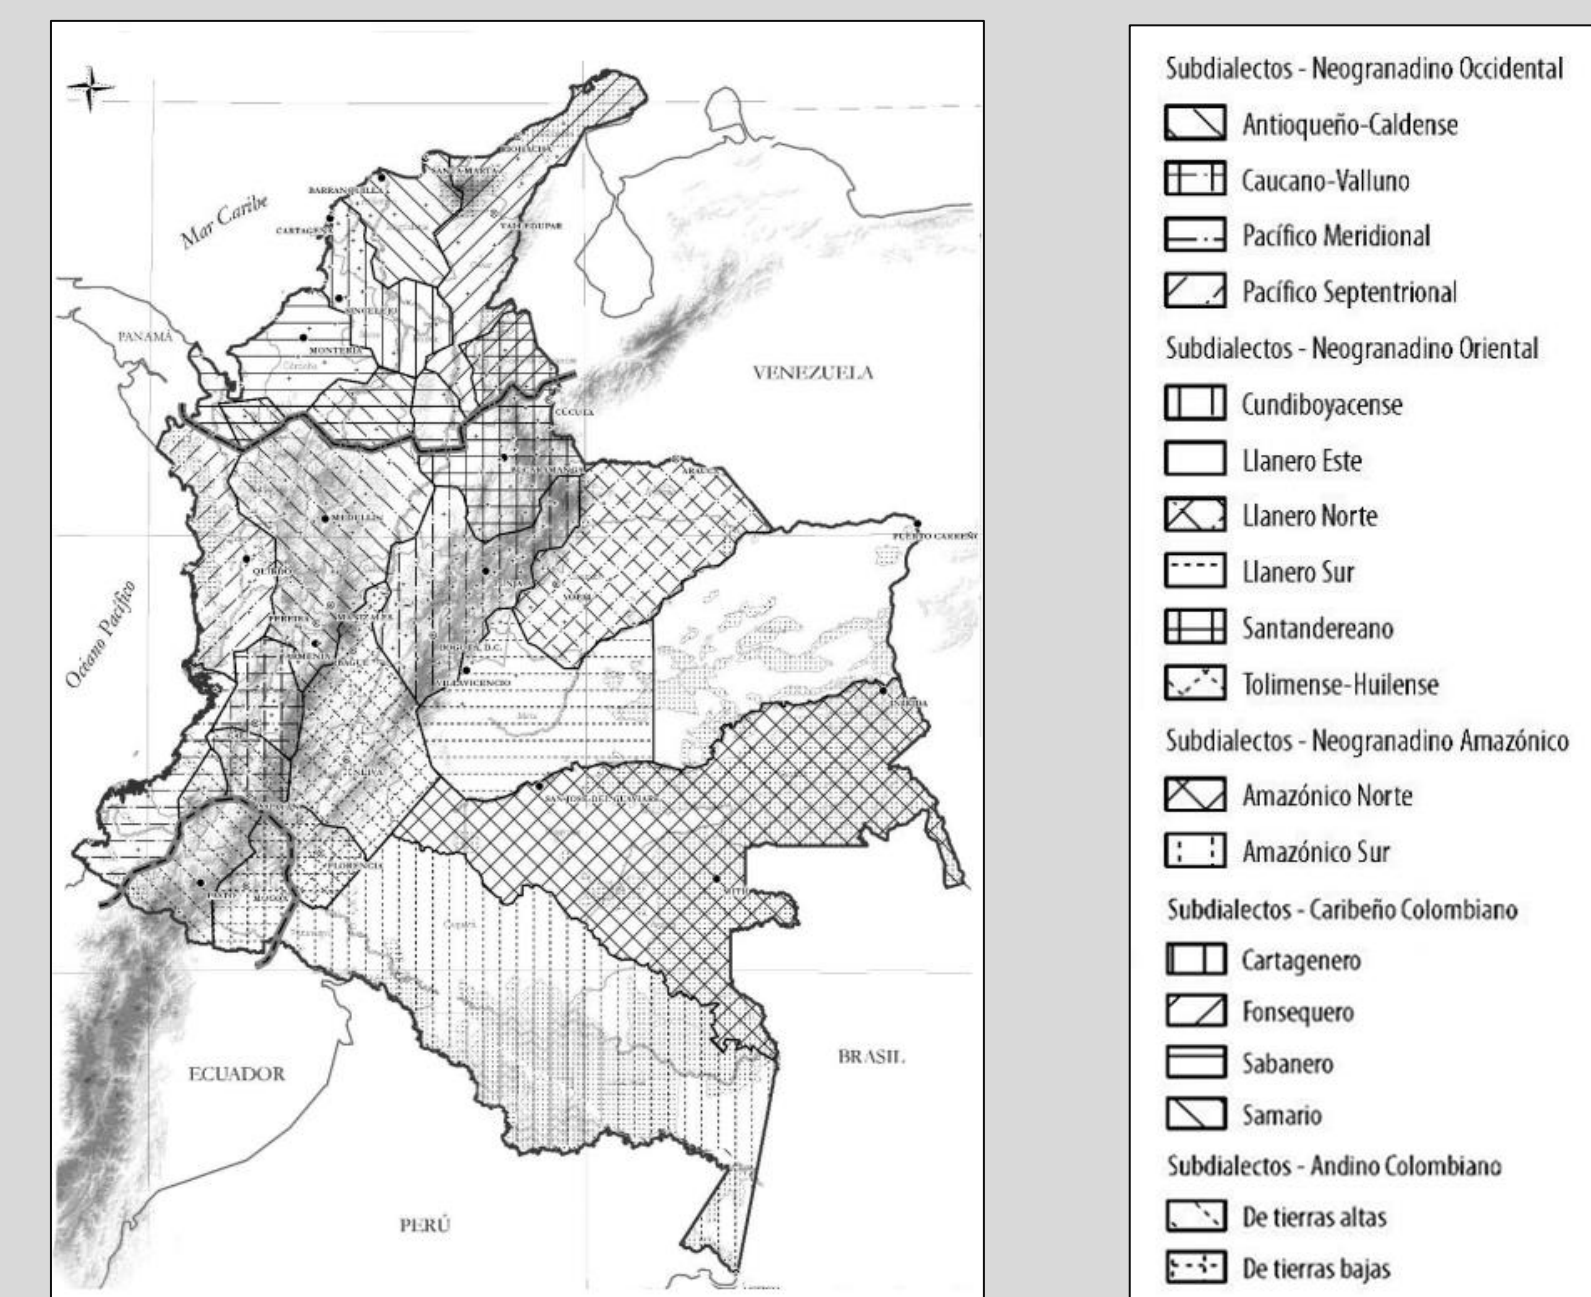 RIOHACHA
SANTA MARTA
BARRANQUILLA
Mar Caribe
CARTAGENA
VALLEDUPAR
SINCELEJO
PANAMÁ
MONTERÍA
Córdoba
VENEZUELA
CÚCUTA
BUCARAMANGA
ARAUCA
MEDELLÍN
PUERTO CARREÑO
QUIBDÓ
TUNJA
YOPAL
Océano Pacífico
PEREIRA
MANIZALES
ARMENIA
IBAGUÉ
BOGOTÁ, D.C.
VILLAVICENCIO
Meta
INÍRIDA
NEIVA
SAN JOSÉ DEL GUAVIARE
POPAYÁN
FLORENCIA
PASTO
MOCOA
MITÚ
ECUADOR
BRASIL
PERÚ
Subdialectos - Neogranadino Occidental
Antioqueño-Caldense
Caucano-Valluno
Pacífico Meridional
Pacífico Septentrional
Subdialectos - Neogranadino Oriental
Cundiboyacense
Llanero Este
Llanero Norte
Llanero Sur
Santandereano
Tolimense-Huilense
Subdialectos - Neogranadino Amazónico
Amazónico Norte
Amazónico Sur
Subdialectos - Caribeño Colombiano
Cartagenero
Fonsequero
Sabanero
Samario
Subdialectos - Andino Colombiano
De tierras altas
De tierras bajas